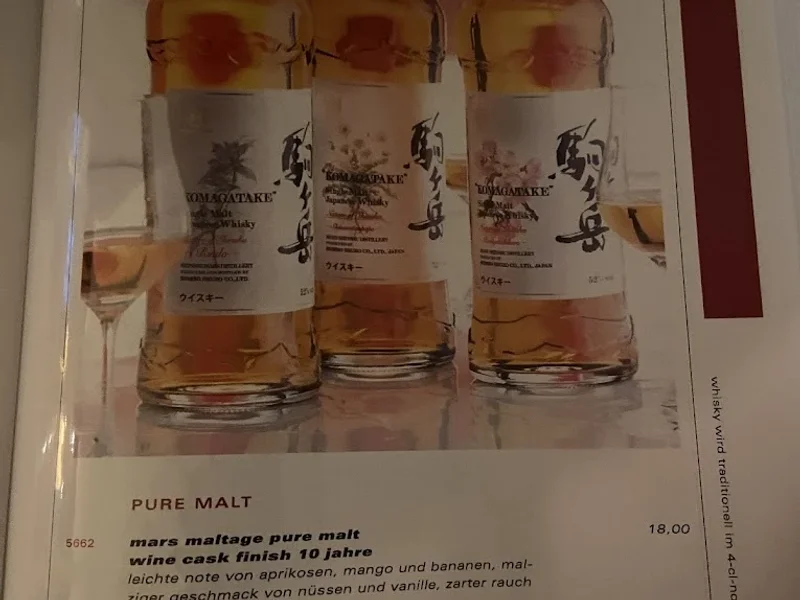 駒ヶ岳
"KOMAGATAKE"
Single Malt
Japanese Whisky
ウイスキー
駒ヶ岳
"KOMAGATAKE"
Single Malt
Japanese Whisky
ウイスキー
駒ヶ岳
"KOMAGATAKE"
Single Malt
Japanese Whisky
ウイスキー
PURE MALT
5662
mars maltage pure malt
18,00
wine cask finish 10 jahre
leichte note von aprikosen, mango und bananen, mal-
ziger geschmack von nüssen und vanille, zarter rauch
whisky wird traditionell im 4-cl-